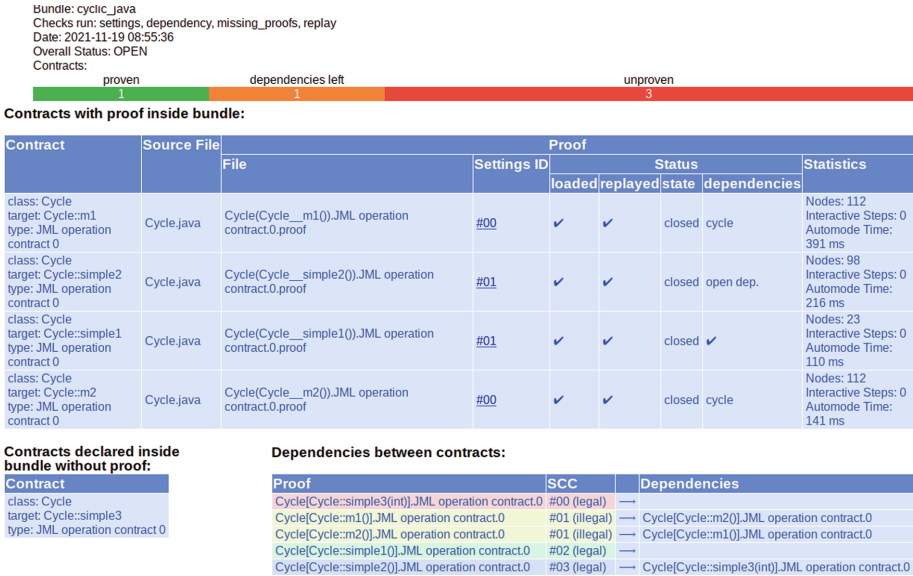 Bundle: cyclic_java
Checks run: settings, dependency, missing_proofs, replay
Date: 2021-11-19 08:55:36
Overall Status: OPEN
Contracts:
proven dependencies left unproven
1 1 3
Contracts with proof inside bundle:
Contract Source File Proof
File Settings ID Status Statistics
loaded replayed state dependencies
class: Cycle
target: Cycle::m1
type: JML operation
contract 0
Cycle.java
Cycle(Cycle__m1()).JML operation
contract.0.proof
#00 ✔ ✔ closed cycle
Nodes: 112
Interactive Steps: 0
Automode Time:
391 ms
class: Cycle
target: Cycle::simple2
type: JML operation
contract 0
Cycle.java
Cycle(Cycle__simple2()).JML operation
contract.0.proof
#01 ✔ ✔ closed open dep.
Nodes: 98
Interactive Steps: 0
Automode Time:
216 ms
class: Cycle
target: Cycle::simple1
type: JML operation
contract 0
Cycle.java
Cycle(Cycle__simple1()).JML operation
contract.0.proof
#01 ✔ ✔ closed ✔
Nodes: 23
Interactive Steps: 0
Automode Time:
110 ms
class: Cycle
target: Cycle::m2
type: JML operation
contract 0
Cycle.java
Cycle(Cycle__m2()).JML operation
contract.0.proof
#00 ✔ ✔ closed cycle
Nodes: 112
Interactive Steps: 0
Automode Time:
141 ms
Contracts declared inside
bundle without proof:
Contract
class: Cycle
target: Cycle::simple3
type: JML operation contract 0
Dependencies between contracts:
Proof SCC Dependencies
Cycle[Cycle::simple3(int)].JML operation contract.0 #00 (legal) ⟶
Cycle[Cycle::m1()].JML operation contract.0 #01 (illegal) ⟶ Cycle[Cycle::m2()].JML operation contract.0
Cycle[Cycle::m2()].JML operation contract.0 #01 (illegal) ⟶ Cycle[Cycle::m1()].JML operation contract.0
Cycle[Cycle::simple1()].JML operation contract.0 #02 (legal) ⟶
Cycle[Cycle::simple2()].JML operation contract.0 #03 (legal) ⟶ Cycle[Cycle::simple3(int)].JML operation contract.0